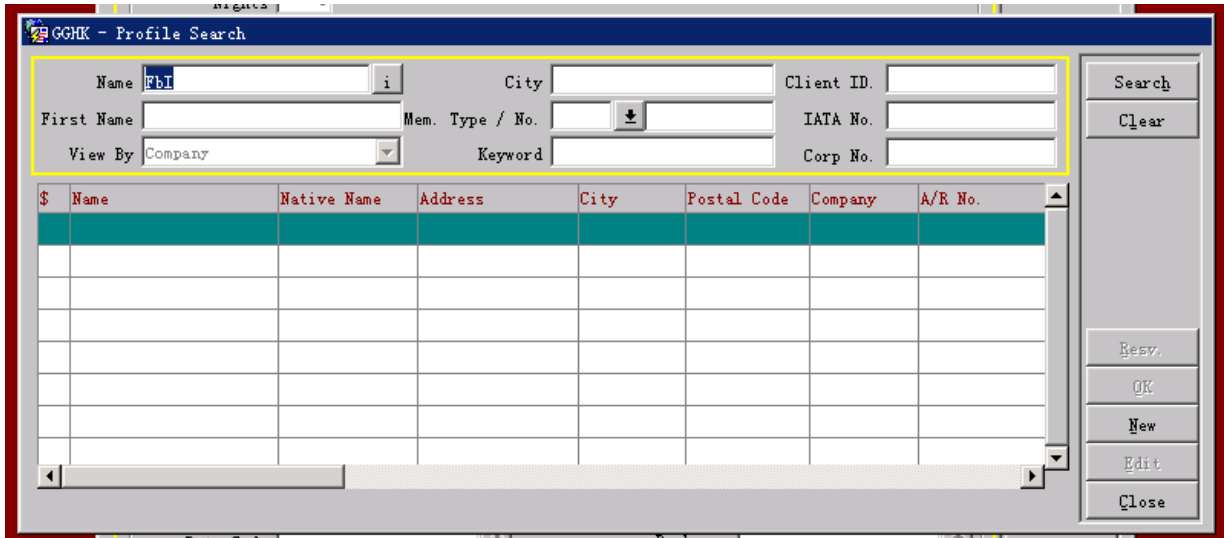 Nights
GGHK - Profile Search
Name FbI i City Client ID. Search
First Name Mem. Type / No. IATA No. Clear
View By Company Keyword Corp No.
$ Name Native Name Address City Postal Code Company A/R No.
Resv.
OK
New
Edit
Close